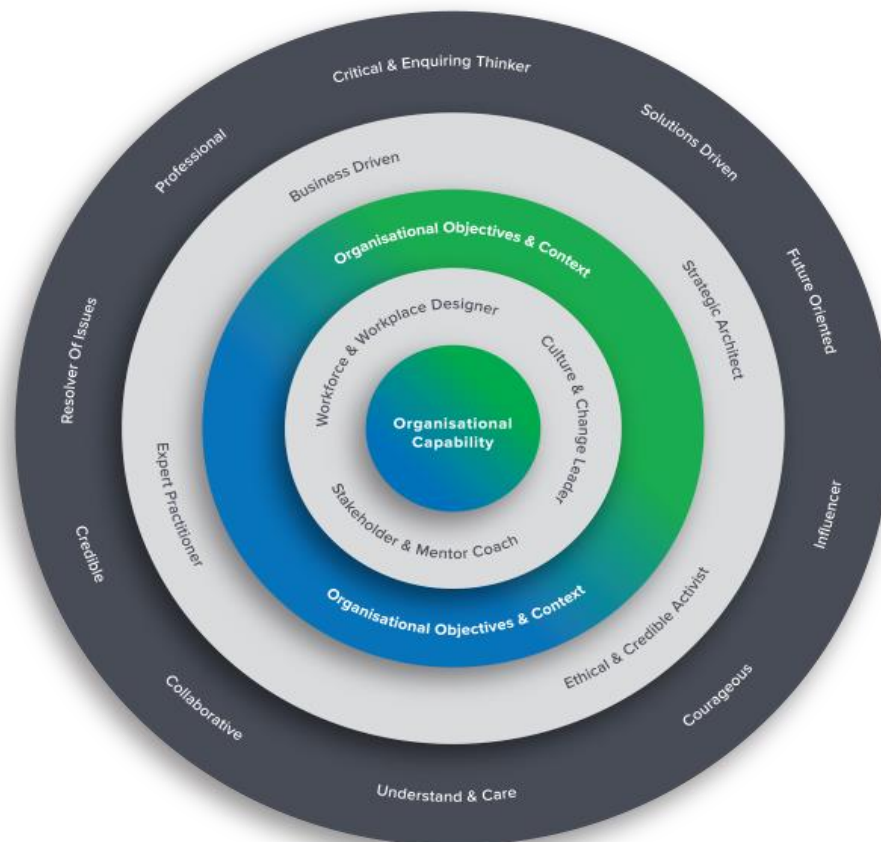 Critical & Enquiring Thinker
Solutions Driven
Future Oriented
Influencer
Courageous
Understand & Care
Collaborative
Credible
Resolver Of Issues
Professional
Business Driven
Strategic Architect
Ethical & Credible Activist
Expert Practitioner
Organisational Objectives & Context
Organisational Objectives & Context
Workforce & Workplace Designer
Culture & Change Leader
Stakeholder & Mentor Coach
Organisational
Capability